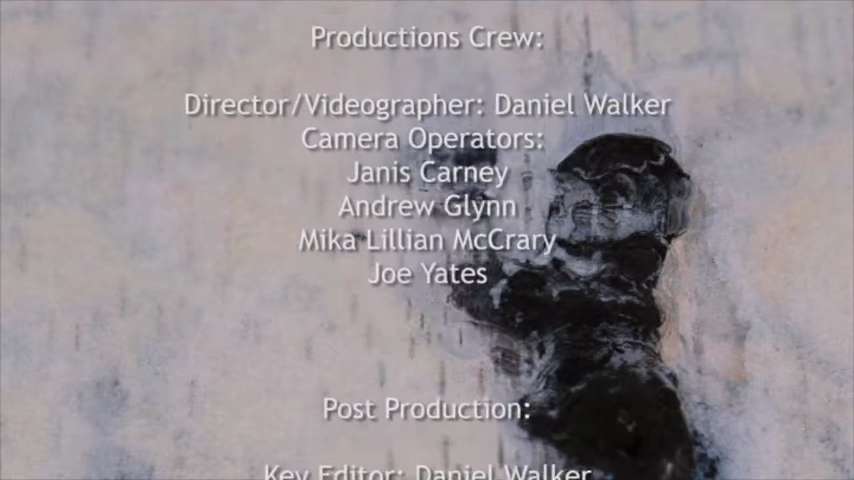 Productions Crew:
Director/Videographer: Daniel Walker
Camera Operators:
Janis Carney
Andrew Glynn
Mika Lillian McCrary
Joe Yates
Post Production:
Key Editor: Daniel Walker